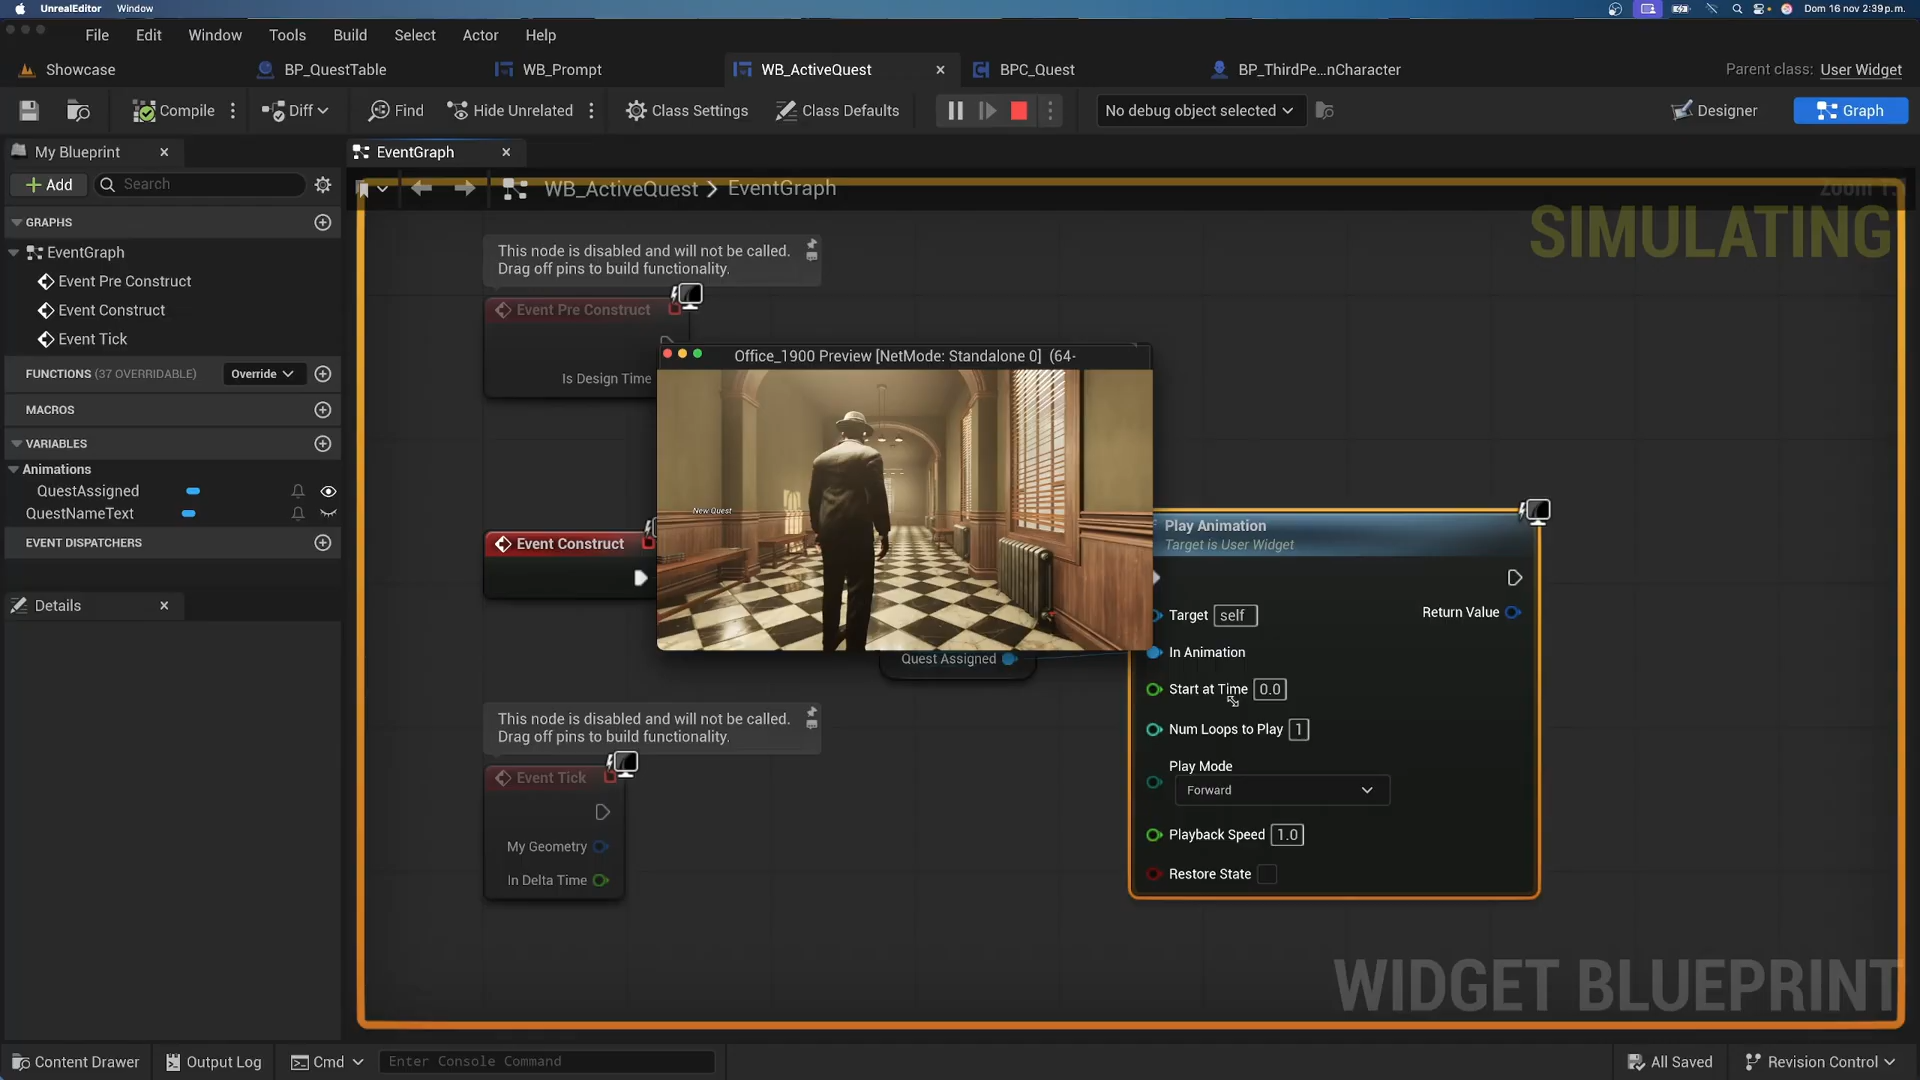 UnrealEditor Window Dom 16 nov 2:39 p.m.
File Edit Window Tools Build Select Actor Help
Showcase BP_QuestTable WB_Prompt WB_ActiveQuest BPC_Quest BP_ThirdPe...nCharacter Parent class: User Widget
Compile Diff Find Hide Unrelated Class Settings Class Defaults No debug object selected Designer Graph
My Blueprint EventGraph
Add Search
WB_ActiveQuest > EventGraph
SIMULATING
GRAPHS
EventGraph
Event Pre Construct
Event Construct
Event Tick
FUNCTIONS (37 OVERRIDABLE) Override
MACROS
VARIABLES
Animations
QuestAssigned
QuestNameText
EVENT DISPATCHERS
Details
This node is disabled and will not be called.
Drag off pins to build functionality.
Event Pre Construct
Is Design Time
Office_1900 Preview [NetMode: Standalone 0] (64-
New Quest
Event Construct
Quest Assigned
Play Animation
Target is User Widget
Target self
Return Value
In Animation
Start at Time 0.0
Num Loops to Play 1
Play Mode
Forward
Playback Speed 1.0
Restore State
This node is disabled and will not be called.
Drag off pins to build functionality.
Event Tick
My Geometry
In Delta Time
WIDGET BLUEPRINT
Content Drawer Output Log Cmd Enter Console Command All Saved Revision Control